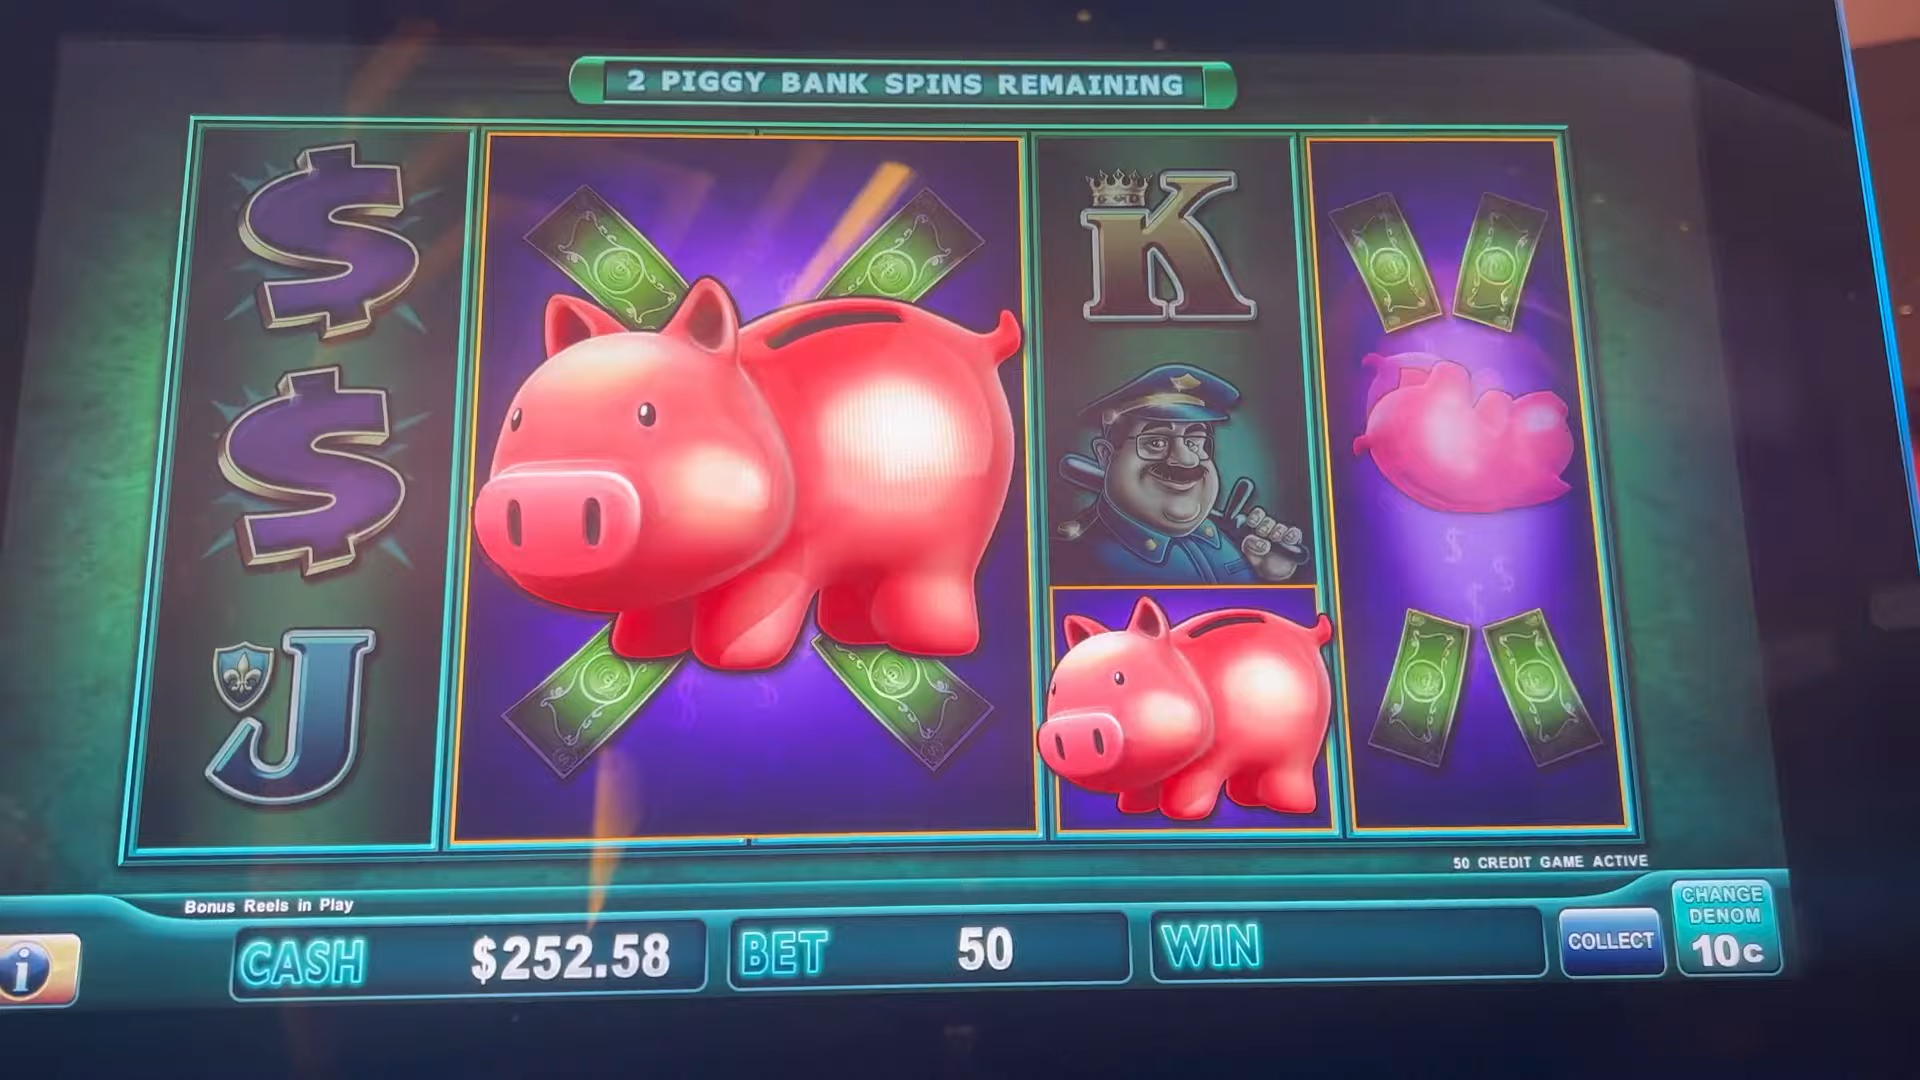 2 PIGGY BANK SPINS REMAINING
$
K
$
J
50 CREDIT GAME ACTIVE
Bonus Reels in Play
CASH $252.58
BET 50
WIN
COLLECT
CHANGE
DENOM
10¢
i